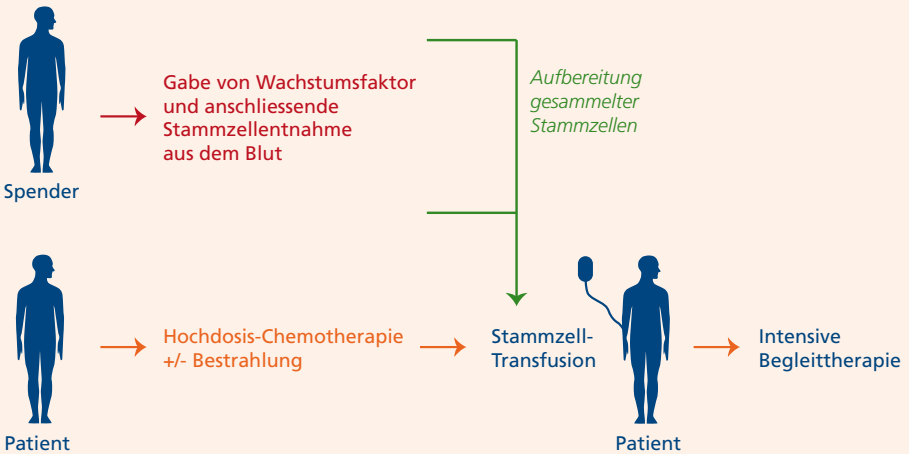 Gabe von Wachstumsfaktor
und anschliessende
Stammzellentnahme
aus dem Blut
Aufbereitung
gesammelter
Stammzellen
Spender
Hochdosis-Chemotherapie
+/- Bestrahlung
Stammzell-
Transfusion
Intensive
Begleittherapie
Patient
Patient